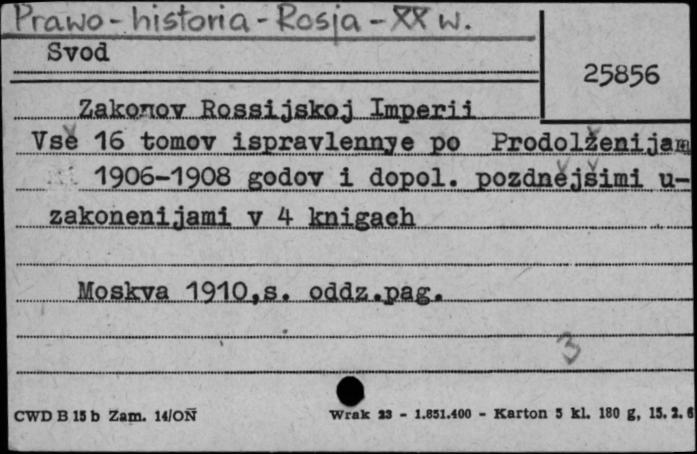 Prawo - historia - Rosja - XX w.
Svod
25856
Zakonov Rossijskoj Imperii
Vsě 16 tomov ispravlennye po Prodolženijam
1906-1908 godov i dopol. pozdnějšimi u-
zakonenijami v 4 knigach
Moskva 1910,s. oddz.pag.
3
CWD B 15 b Zam. 14/OŃ
Wrak 23 - 1.851.400 - Karton 5 kl. 180 g, 15. 2. 6